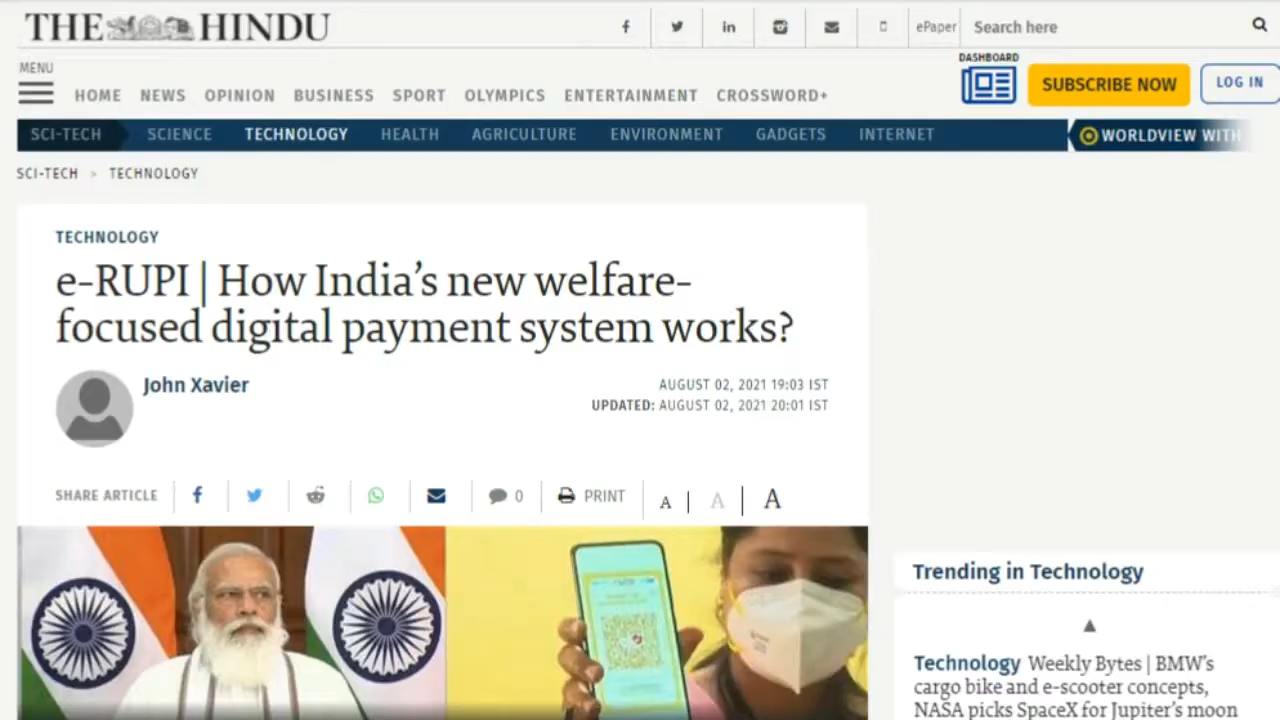 THE HINDU
ePaper
Search here
MENU
HOME NEWS OPINION BUSINESS SPORT OLYMPICS ENTERTAINMENT CROSSWORD+
DASHBOARD
SUBSCRIBE NOW
LOG IN
SCI-TECH SCIENCE TECHNOLOGY HEALTH AGRICULTURE ENVIRONMENT GADGETS INTERNET
WORLDVIEW WITH
SCI-TECH > TECHNOLOGY
TECHNOLOGY
e-RUPI | How India’s new welfare-
focused digital payment system works?
John Xavier
AUGUST 02, 2021 19:03 IST
UPDATED: AUGUST 02, 2021 20:01 IST
SHARE ARTICLE
0
PRINT
A | A | A
Trending in Technology
Technology Weekly Bytes | BMW’s
cargo bike and e-scooter concepts,
NASA picks SpaceX for Jupiter’s moon